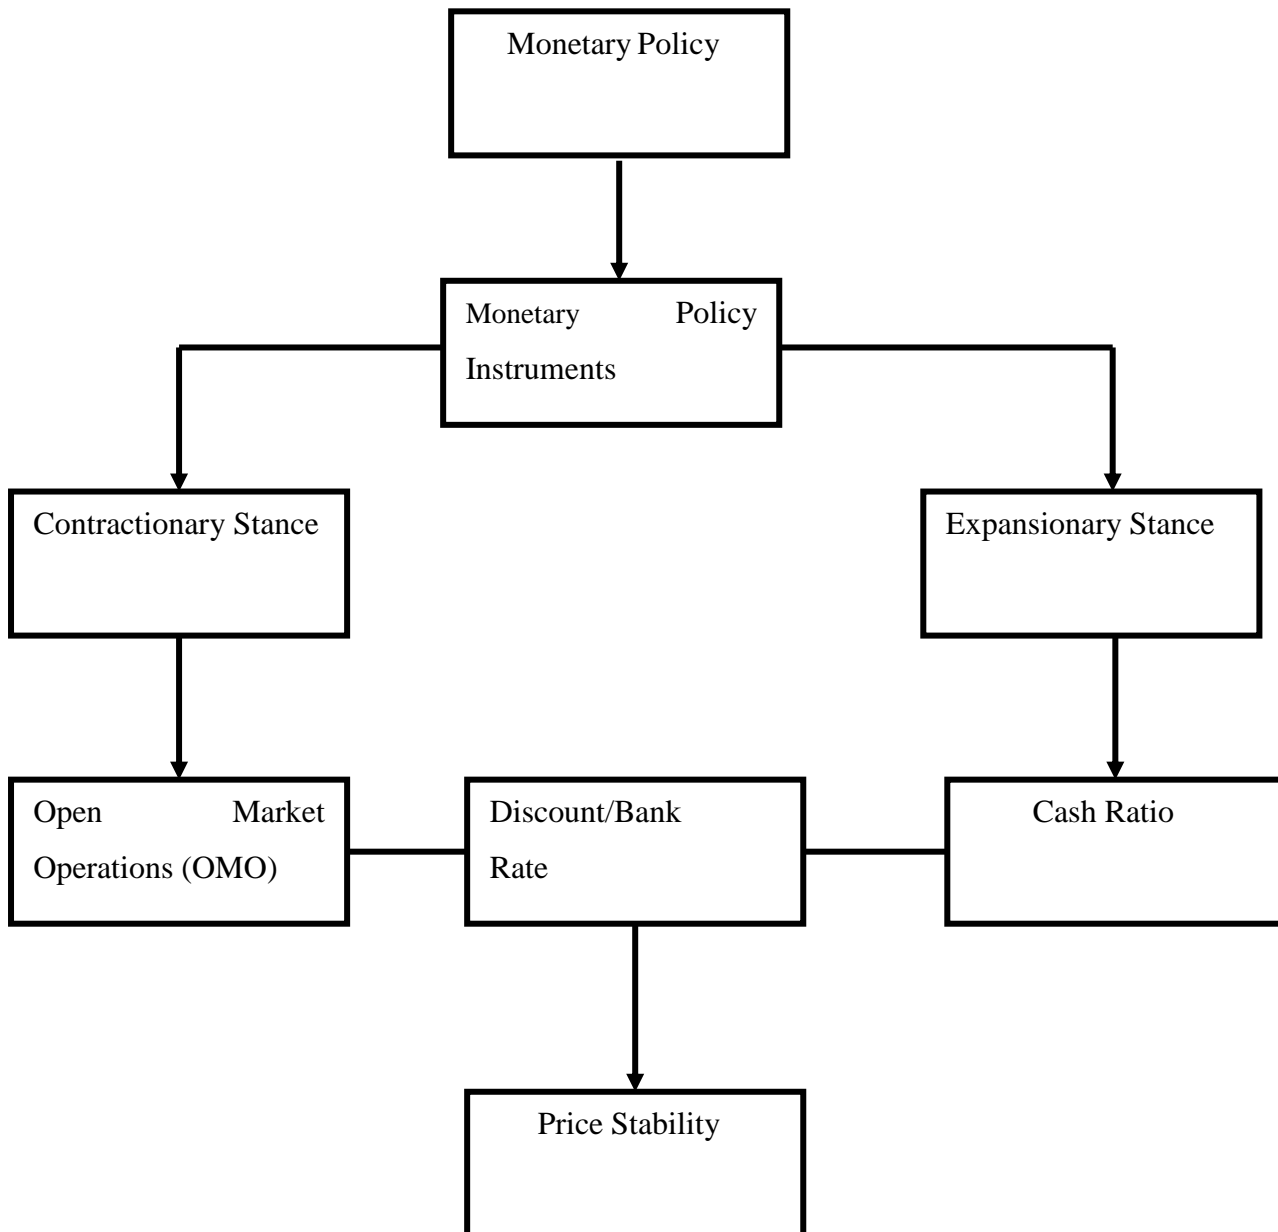 Monetary Policy
Monetary Policy
Instruments
Contractionary Stance
Expansionary Stance
Open Market
Operations (OMO)
Discount/Bank
Rate
Cash Ratio
Price Stability